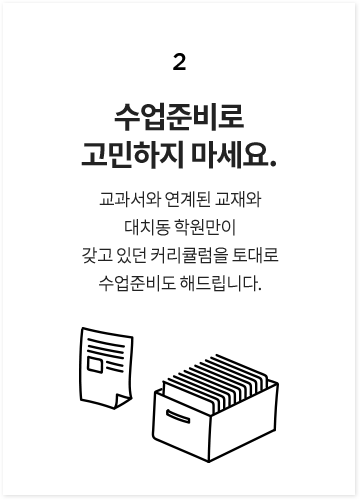 2
수업준비로
고민하지 마세요.
교과서와 연계된 교재와
대치동 학원만이
갖고 있던 커리큘럼을 토대로
수업준비도 해드립니다.